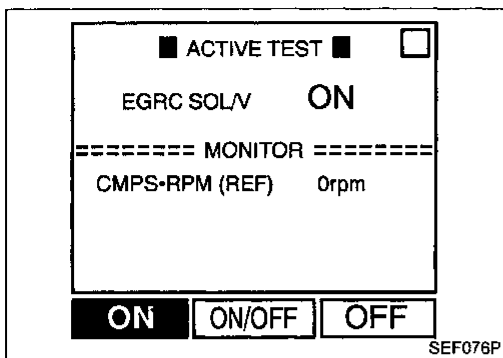 ■ ACTIVE TEST ■
EGRC SOL/V ON
======== MONITOR ========
CMPS•RPM (REF) 0rpm
ON ON/OFF OFF
SEF076P